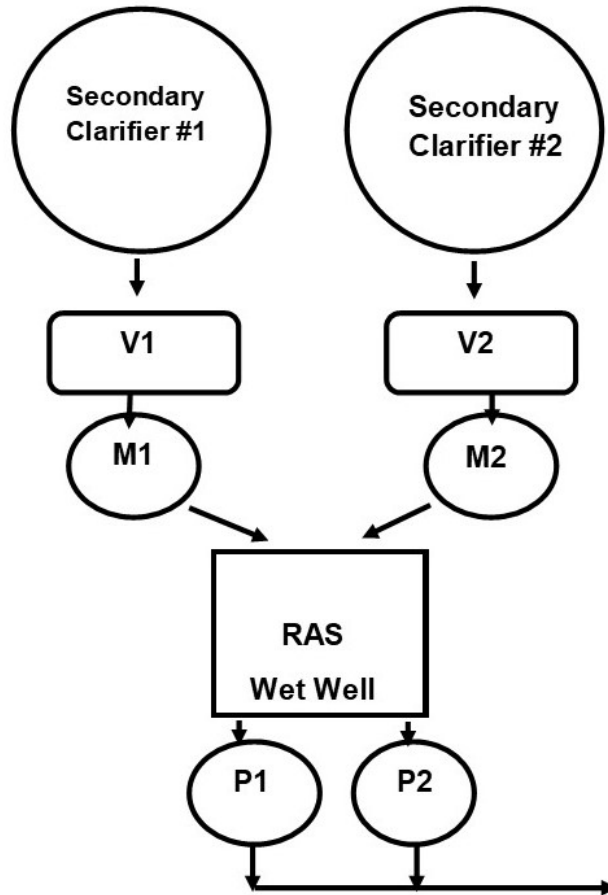 Secondary
Clarifier #1
Secondary
Clarifier #2
V1
V2
M1
M2
RAS
Wet Well
P1
P2